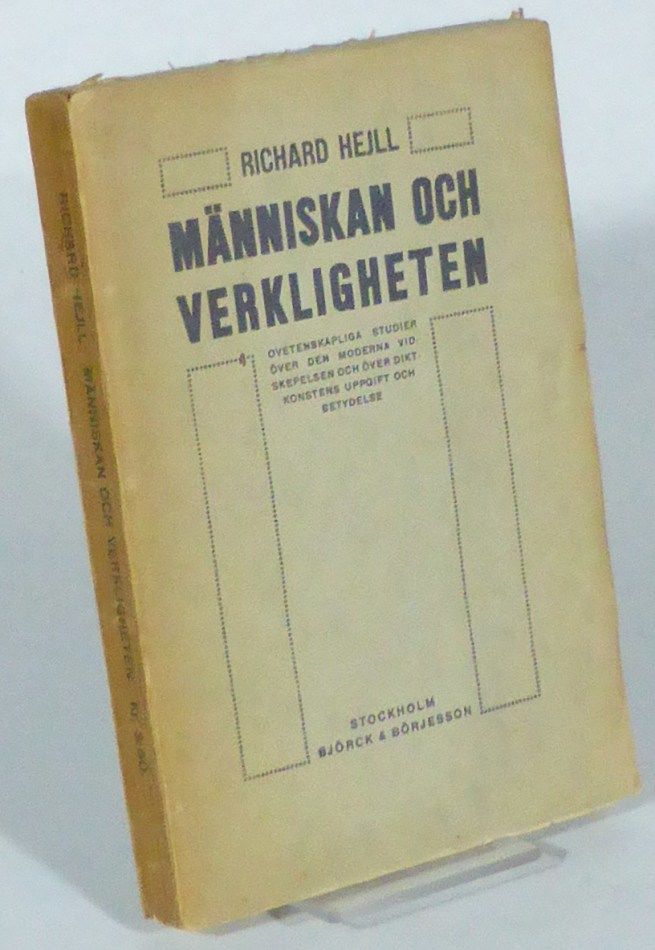 RICHARD HEJLL
MÄNNISKAN OCH
VERKLIGHETEN
OVETENSKAPLIGA STUDIER
ÖVER DEN MODERNA VID-
SKEPELSEN OCH ÖVER DIKT-
KONSTENS UPPGIFT OCH
BETYDELSE
STOCKHOLM
BJÖRCK & BÖRJESSON
RICHARD HEJLL MÄNNISKAN OCH VERKLIGHETEN